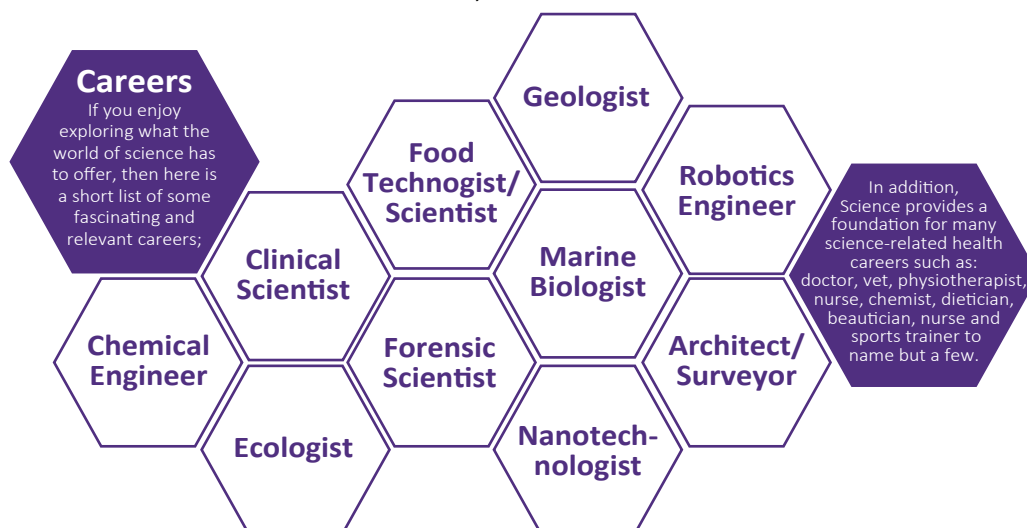 Careers
If you enjoy
exploring what the
world of science has
to offer, then here is
a short list of some
fascinating and
relevant careers;
Geologist
Food
Technogist/
Scientist
Robotics
Engineer
Clinical
Scientist
Marine
Biologist
Chemical
Engineer
Forensic
Scientist
Architect/
Surveyor
Ecologist
Nanotech-
nologist
In addition,
Science provides a
foundation for many
science-related health
careers such as:
doctor, vet, physiotherapist,
nurse, chemist, dietician,
beautician, nurse and
sports trainer to
name but a few.